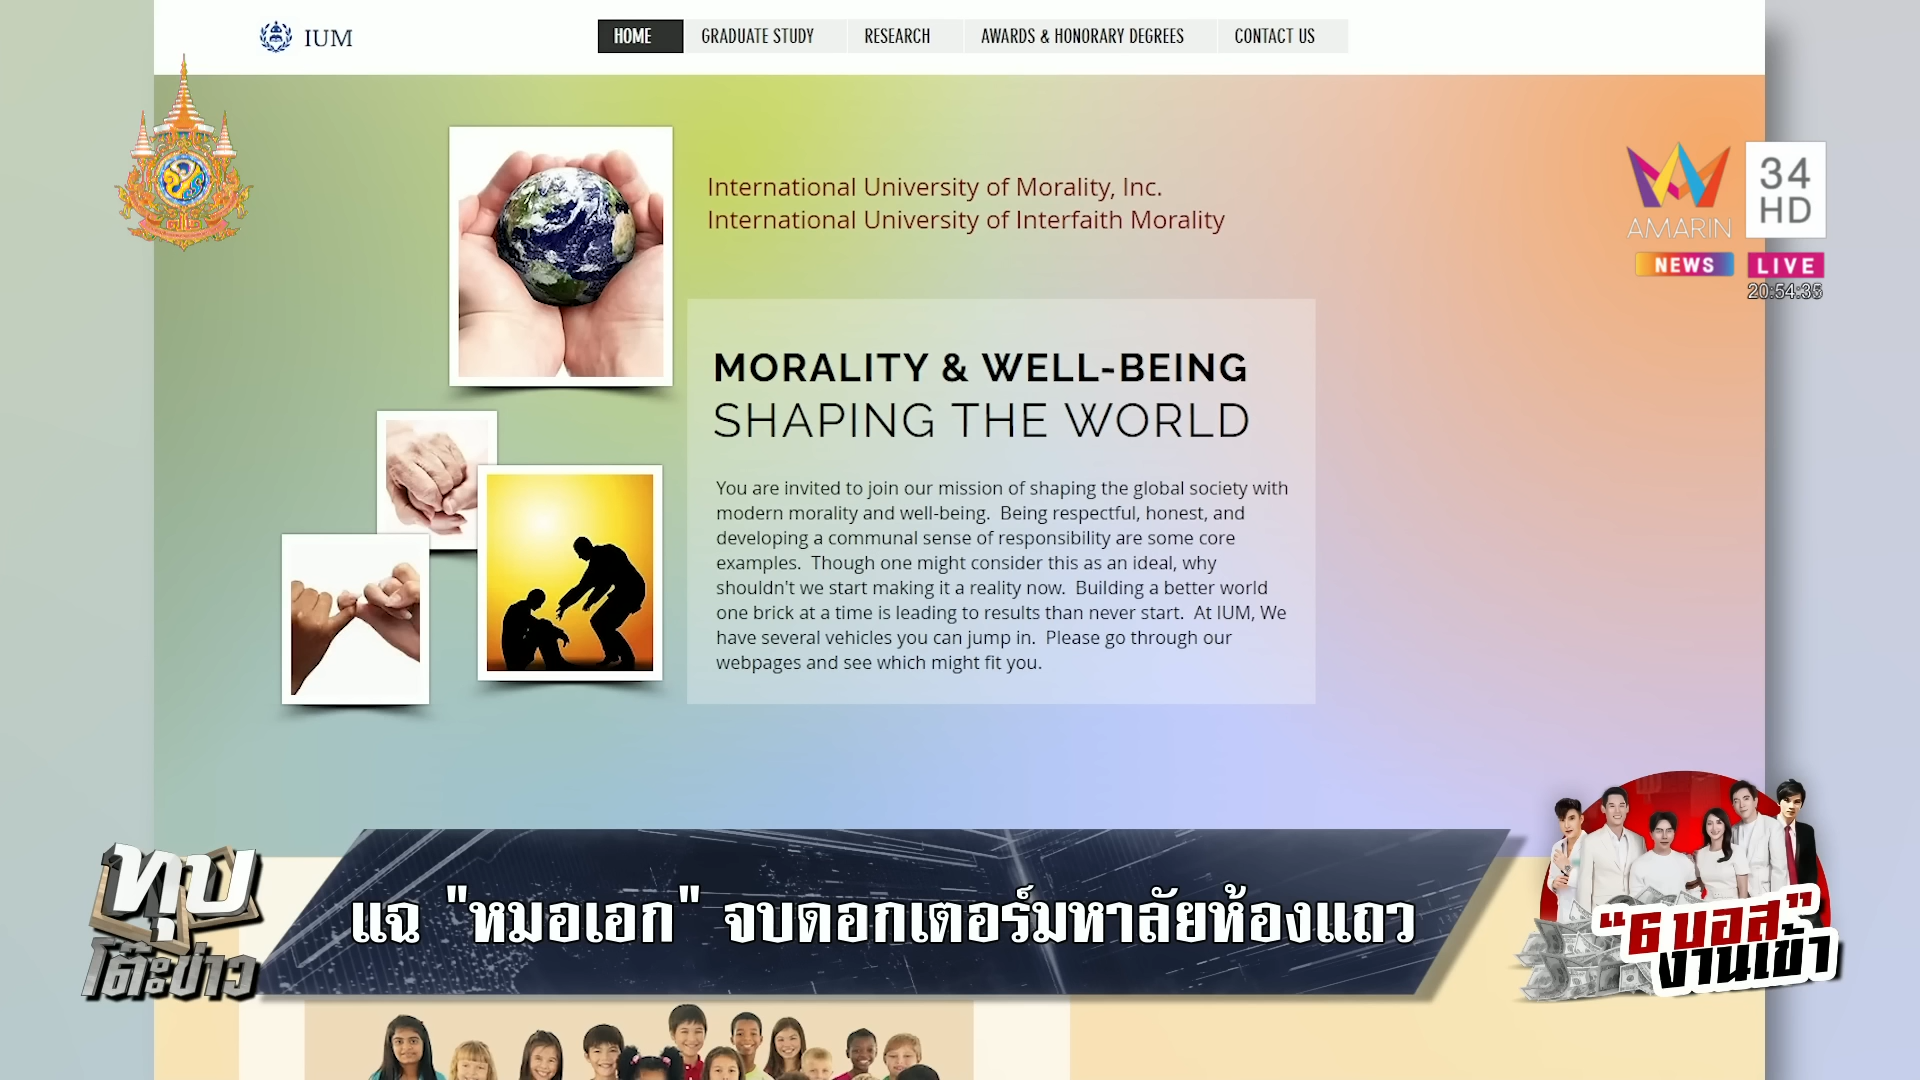 IUM
HOME
GRADUATE STUDY
RESEARCH
AWARDS & HONORARY DEGREES
CONTACT US
International University of Morality, Inc.
International University of Interfaith Morality
AMARIN
34
HD
NEWS
LIVE
20:54:35
MORALITY & WELL-BEING
SHAPING THE WORLD
You are invited to join our mission of shaping the global society with
modern morality and well-being.  Being respectful, honest, and
developing a communal sense of responsibility are some core
examples.  Though one might consider this as an ideal, why
shouldn't we start making it a reality now.  Building a better world
one brick at a time is leading to results than never start.  At IUM, We
have several vehicles you can jump in.  Please go through our
webpages and see which might fit you.
ทุบ
โต๊ะข่าว
แฉ "หมอเอก" จบดอกเตอร์มหาลัยห้องแถว
“6 บอส”
งานเข้า